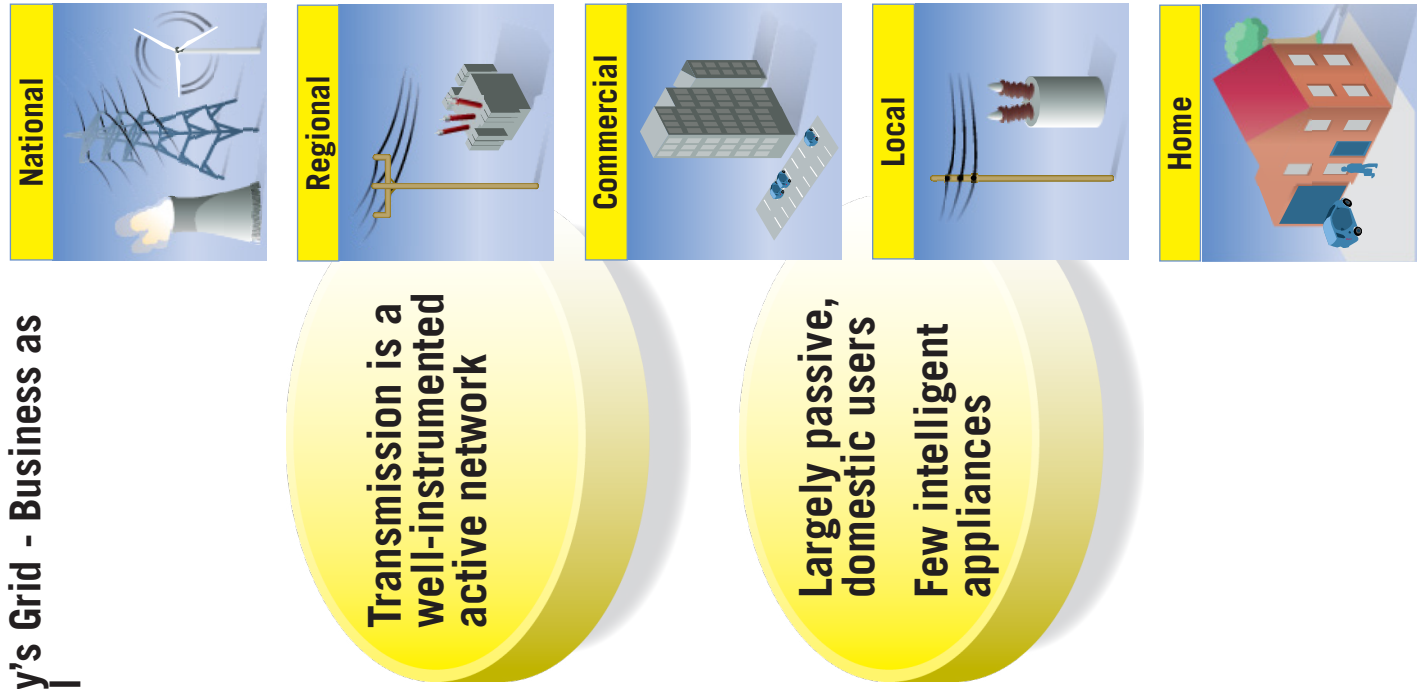 y's Grid - Business as
l
National
Regional
Transmission is a
well-instrumented
active network
Commercial
Largely passive,
domestic users
Few intelligent
appliances
Local
Home